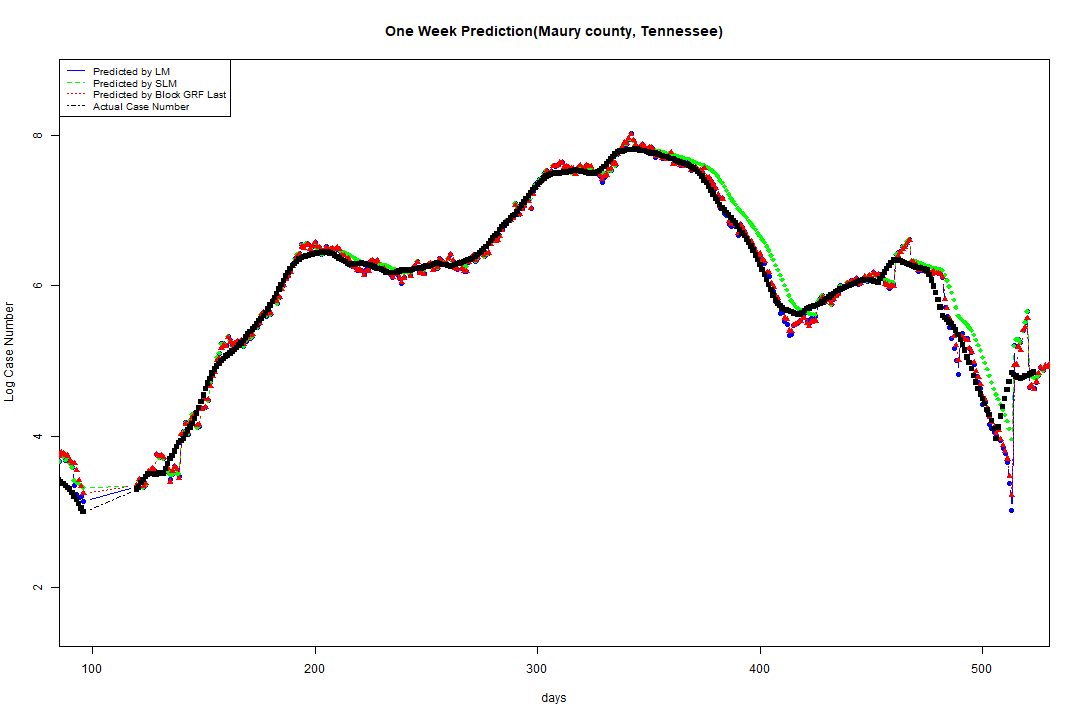 One Week Prediction(Maury county, Tennessee)
Predicted by LM
Predicted by SLM
Predicted by Block GRF Last
Actual Case Number
Log Case Number
8
6
4
2
100 200 300 400 500
days